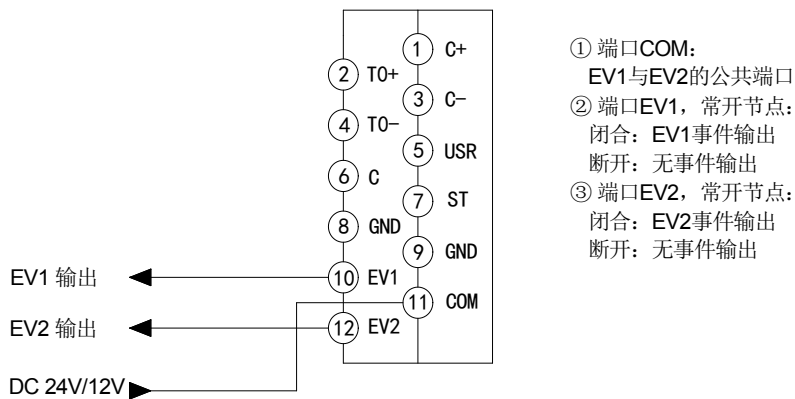 ① C+
② T0+
③ C-
④ T0-
⑤ USR
⑥ C
⑦ ST
⑧ GND
⑨ GND
EV1 输出
⑩ EV1
⑪ COM
EV2 输出
⑫ EV2
DC 24V/12V
① 端口COM：
EV1与EV2的公共端口
② 端口EV1，常开节点：
闭合：EV1事件输出
断开：无事件输出
③ 端口EV2，常开节点：
闭合：EV2事件输出
断开：无事件输出